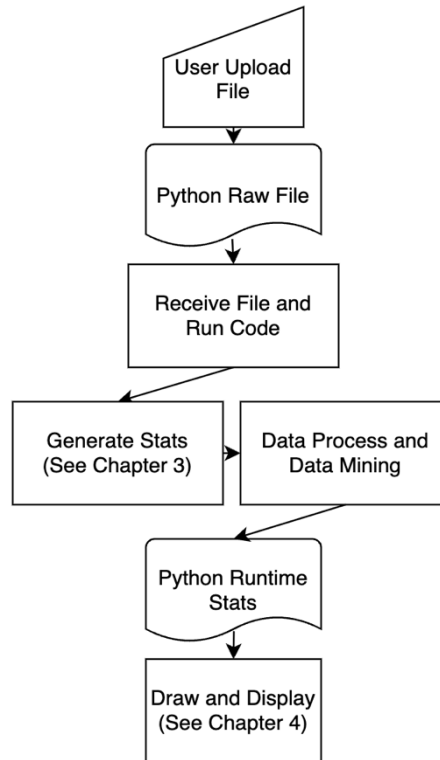 User Upload
File
Python Raw File
Receive File and
Run Code
Generate Stats
(See Chapter 3)
Data Process and
Data Mining
Python Runtime
Stats
Draw and Display
(See Chapter 4)